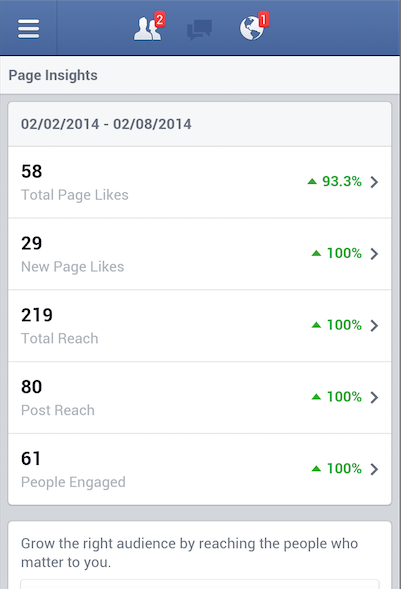 2
1
Page Insights
02/02/2014 - 02/08/2014
58
93.3%
Total Page Likes
29
100%
New Page Likes
219
100%
Total Reach
80
100%
Post Reach
61
100%
People Engaged
Grow the right audience by reaching the people who
matter to you.